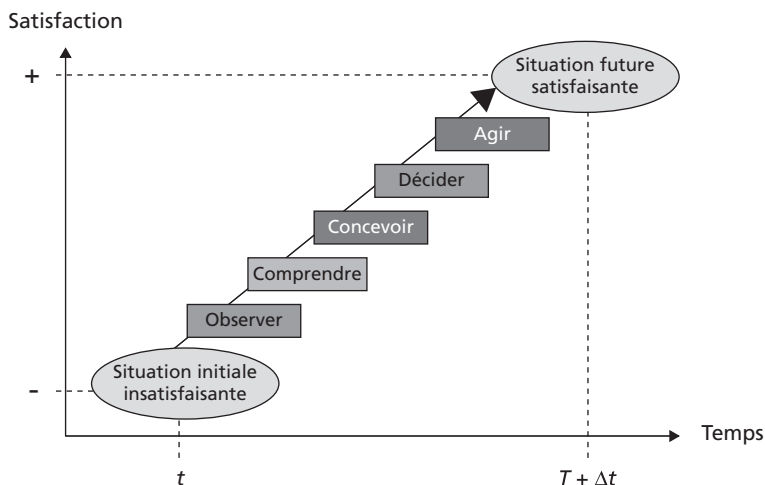 Satisfaction
+
Situation future
satisfaisante
Agir
Décider
Concevoir
Comprendre
Observer
Situation initiale
insatisfaisante
-
Temps
t
T + Δt